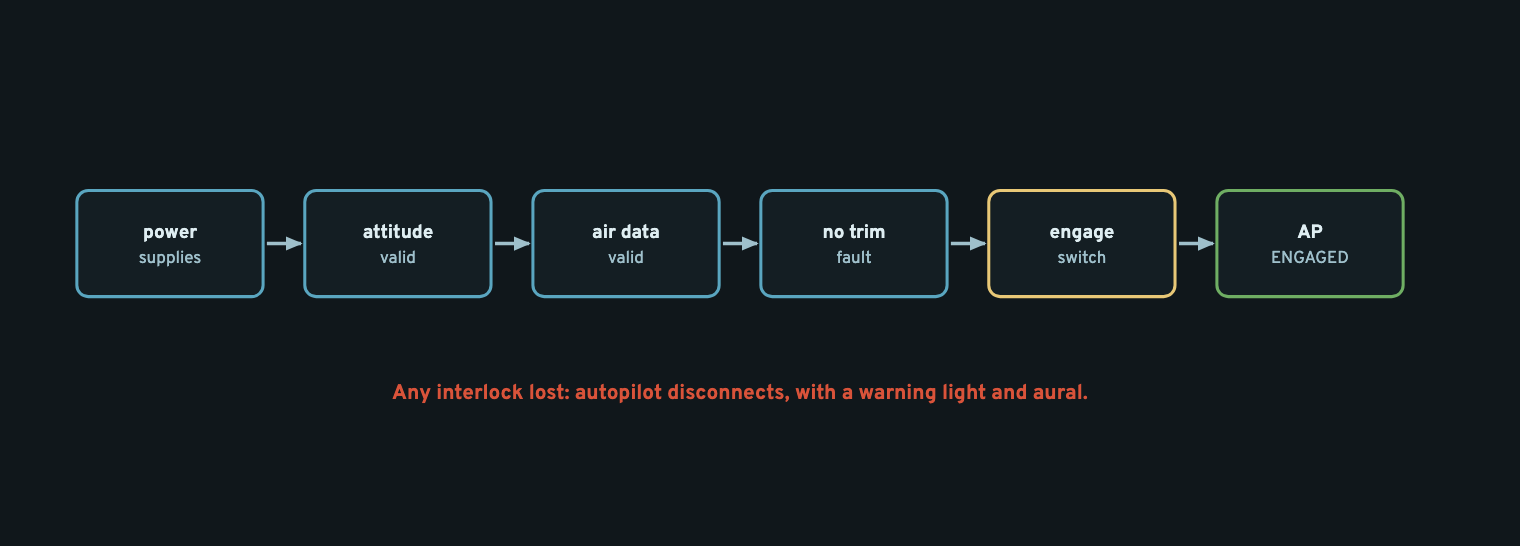 power
supplies
attitude
valid
air data
valid
no trim
fault
engage
switch
AP
ENGAGED
Any interlock lost: autopilot disconnects, with a warning light and aural.